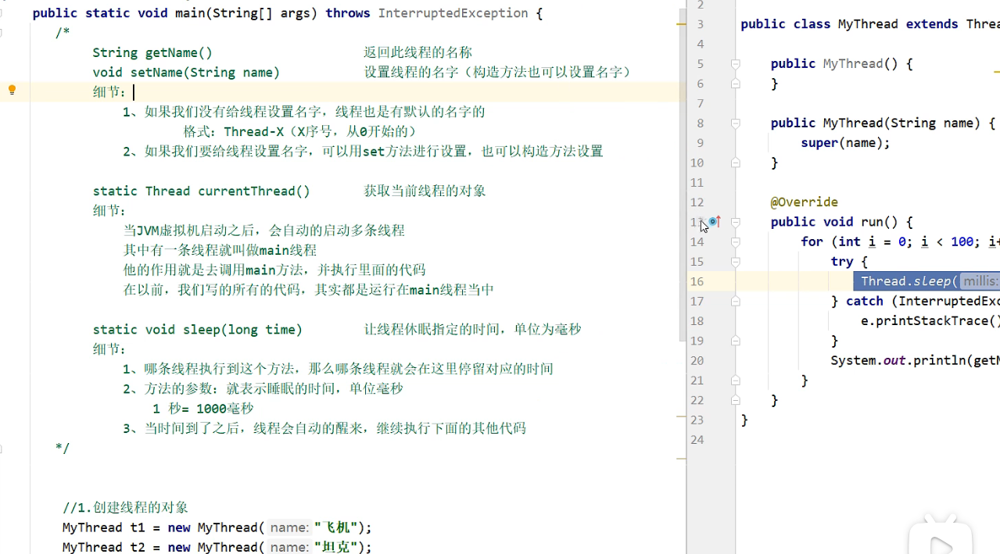 public static void main(String[] args) throws InterruptedException {
/*
String getName() 返回此线程的名称
void setName(String name) 设置线程的名字（构造方法也可以设置名字）
细节：
1、如果我们没有给线程设置名字，线程也是有默认的名字的
格式：Thread-X（X序号，从0开始的）
2、如果我们要给线程设置名字，可以用set方法进行设置，也可以构造方法设置
static Thread currentThread() 获取当前线程的对象
细节：
当JVM虚拟机启动之后，会自动的启动多条线程
其中有一条线程就叫做main线程
他的作用就是去调用main方法，并执行里面的代码
在以前，我们写的所有的代码，其实都是运行在main线程当中
static void sleep(long time) 让线程休眠指定的时间，单位为毫秒
细节：
1、哪条线程执行到这个方法，那么哪条线程就会在这里停留对应的时间
2、方法的参数：就表示睡眠的时间，单位毫秒
1 秒= 1000毫秒
3、当时间到了之后，线程会自动的醒来，继续执行下面的其他代码
*/
//1.创建线程的对象
MyThread t1 = new MyThread( name: "飞机");
MyThread t2 = new MyThread( name: "坦克");
2
3 public class MyThread extends Threa
4
5 public MyThread() {
6 }
7
8 public MyThread(String name) {
9 super(name);
10 }
11
12 @Override
13 public void run() {
14 for (int i = 0; i < 100; i+
15 try {
16 Thread.sleep( millis:
17 } catch (InterruptedExc
18 e.printStackTrace()
19 }
20 System.out.println(getN
21 }
22 }
23 }
24